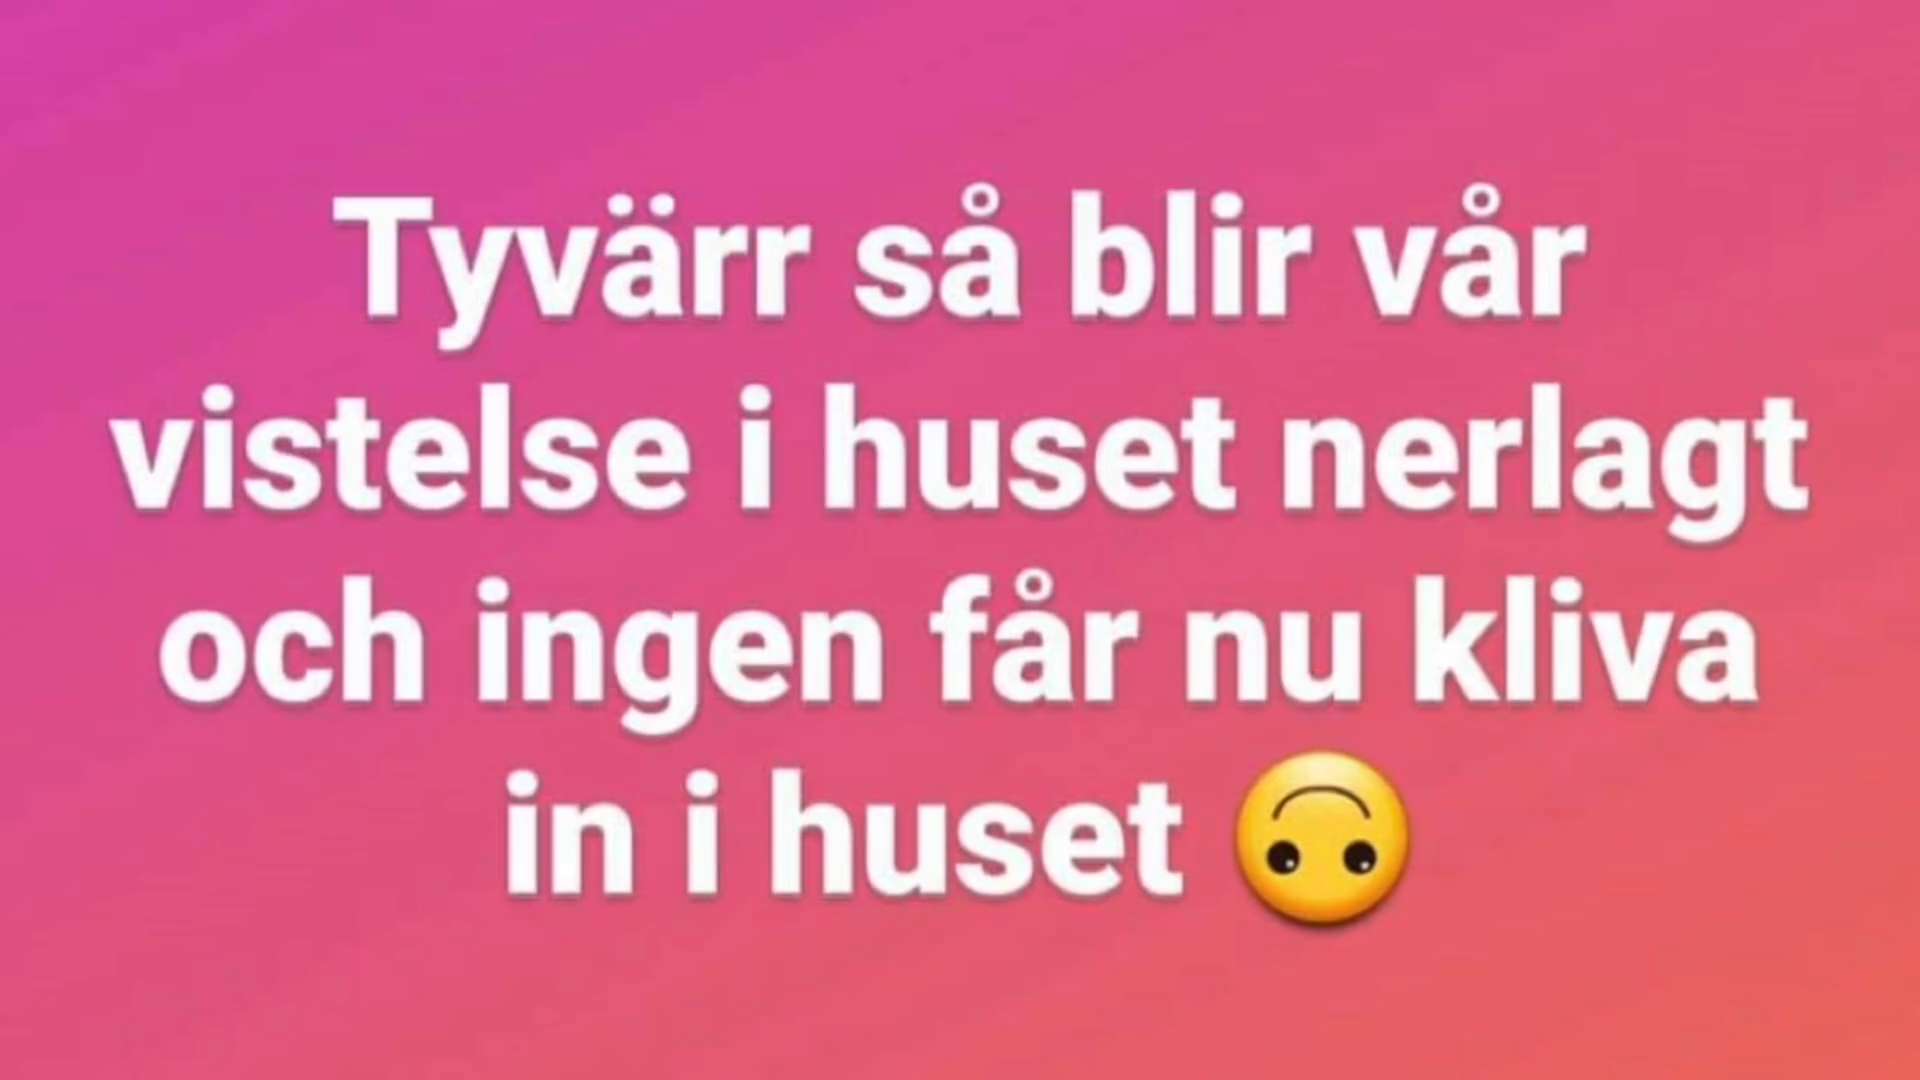 Tyvärr så blir vår
vistelse i huset nerlagt
och ingen får nu kliva
in i huset 🙃